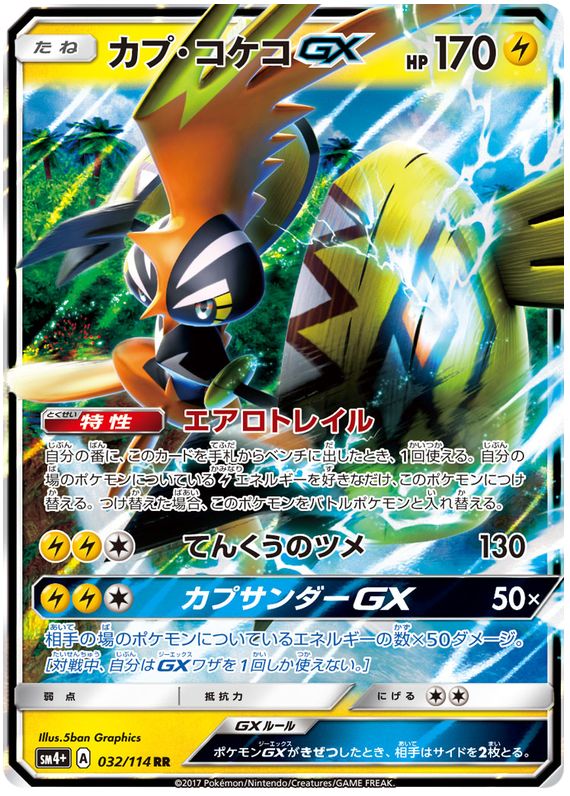 たね カプ・コケコGX HP170
とくせい
特性 エアロトレイル
自分の番に、このカードを手札からベンチに出したとき、1回使える。自分の
場のポケモンについているエネルギーを好きなだけ、このポケモンにつけ
替える。つけ替えた場合、このポケモンをバトルポケモンと入れ替える。
てんくうのツメ 130
カプサンダーGX 50×
相手の場のポケモンについているエネルギーの数×50ダメージ。
[対戦中、自分はGXワザを1回しか使えない。]
弱点 抵抗力 にげる
Illus.5ban Graphics
GXルール
ポケモンGXがきぜつしたとき、相手はサイドを2枚とる。
SM4+ A 032/114 RR
©2017 Pokémon/Nintendo/Creatures/GAME FREAK.